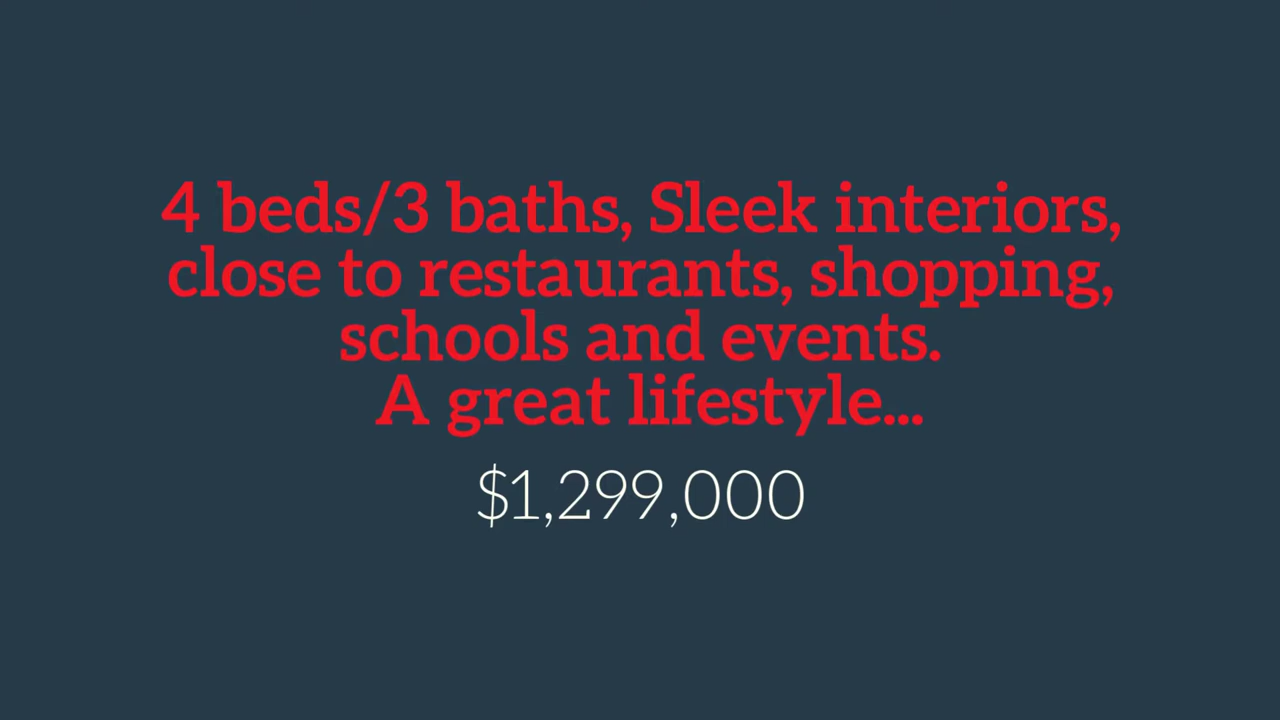 4 beds/3 baths, Sleek interiors,
close to restaurants, shopping,
schools and events.
A great lifestyle...
$1,299,000